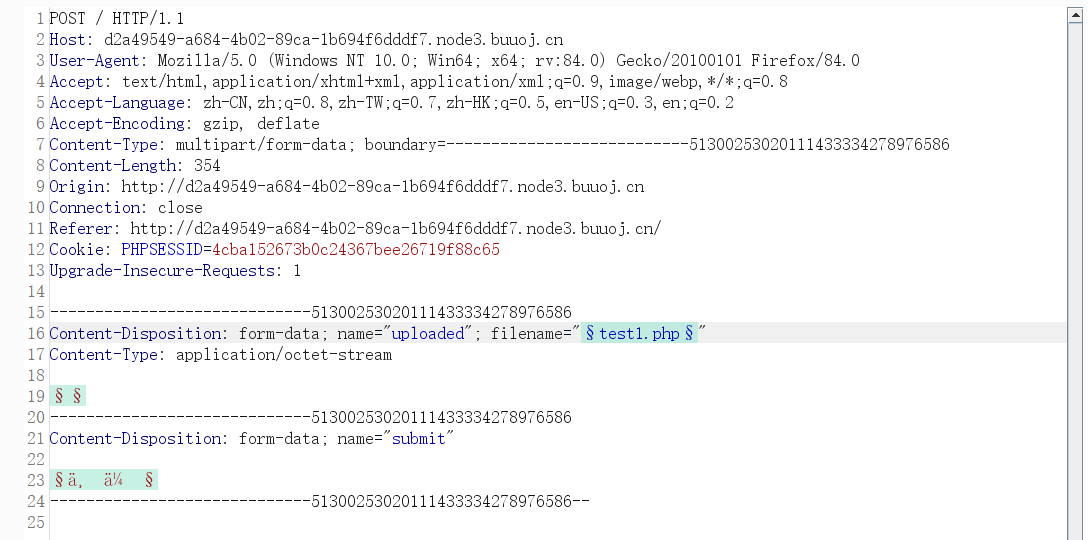 1 POST / HTTP/1.1
2 Host: d2a49549-a684-4b02-89ca-1b694f6dddf7.node3.buuoj.cn
3 User-Agent: Mozilla/5.0 (Windows NT 10.0; Win64; x64; rv:84.0) Gecko/20100101 Firefox/84.0
4 Accept: text/html,application/xhtml+xml,application/xml;q=0.9,image/webp,*/*;q=0.8
5 Accept-Language: zh-CN,zh;q=0.8,zh-TW;q=0.7,zh-HK;q=0.5,en-US;q=0.3,en;q=0.2
6 Accept-Encoding: gzip, deflate
7 Content-Type: multipart/form-data; boundary=---------------------------51300253020111433334278976586
8 Content-Length: 354
9 Origin: http://d2a49549-a684-4b02-89ca-1b694f6dddf7.node3.buuoj.cn
10 Connection: close
11 Referer: http://d2a49549-a684-4b02-89ca-1b694f6dddf7.node3.buuoj.cn/
12 Cookie: PHPSESSID=4cba152673b0c24367bee26719f88c65
13 Upgrade-Insecure-Requests: 1
14
15 -----------------------------51300253020111433334278976586
16 Content-Disposition: form-data; name="uploaded"; filename="§test1.php§"
17 Content-Type: application/octet-stream
18
19 § §
20 -----------------------------51300253020111433334278976586
21 Content-Disposition: form-data; name="submit"
22
23 §ä¸ ä¼ §
24 -----------------------------51300253020111433334278976586--
25